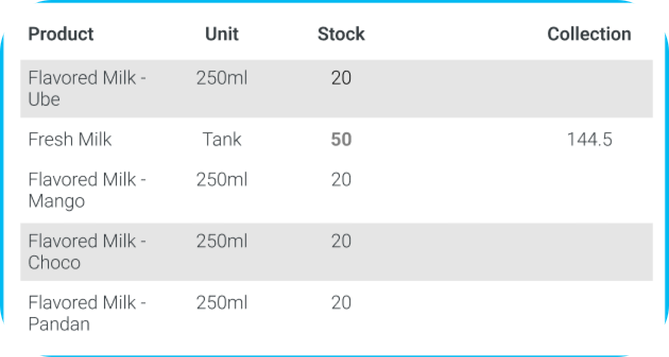 Product Unit Stock Collection
Flavored Milk - 250ml 20
Ube
Fresh Milk Tank 50 144.5
Flavored Milk - 250ml 20
Mango
Flavored Milk - 250ml 20
Choco
Flavored Milk - 250ml 20
Pandan